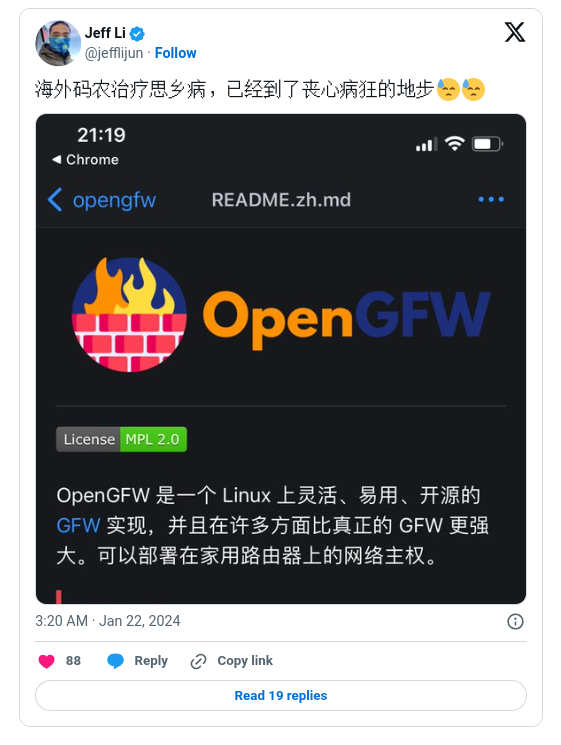 Jeff Li
@jefflijun · Follow
海外码农治疗思乡病，已经到了丧心病狂的地步😓😓
21:19
◀ Chrome
opengfw
README.zh.md
OpenGFW
License MPL 2.0
OpenGFW 是一个 Linux 上灵活、易用、开源的
GFW 实现，并且在许多方面比真正的 GFW 更强
大。可以部署在家用路由器上的网络主权。
3:20 AM · Jan 22, 2024
88 Reply Copy link
Read 19 replies